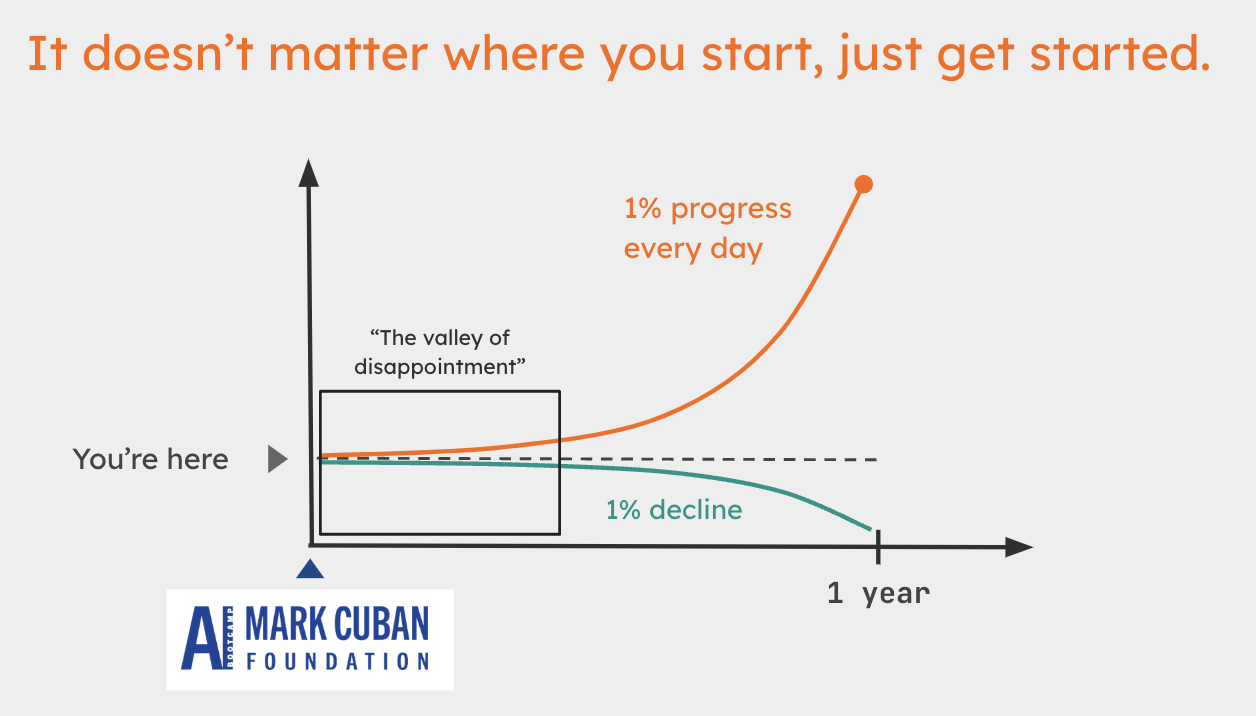 It doesn’t matter where you start, just get started.
1% progress
every day
“The valley of
disappointment”
You’re here
1% decline
1 year
AI
BOOTCAMP
MARK CUBAN
FOUNDATION